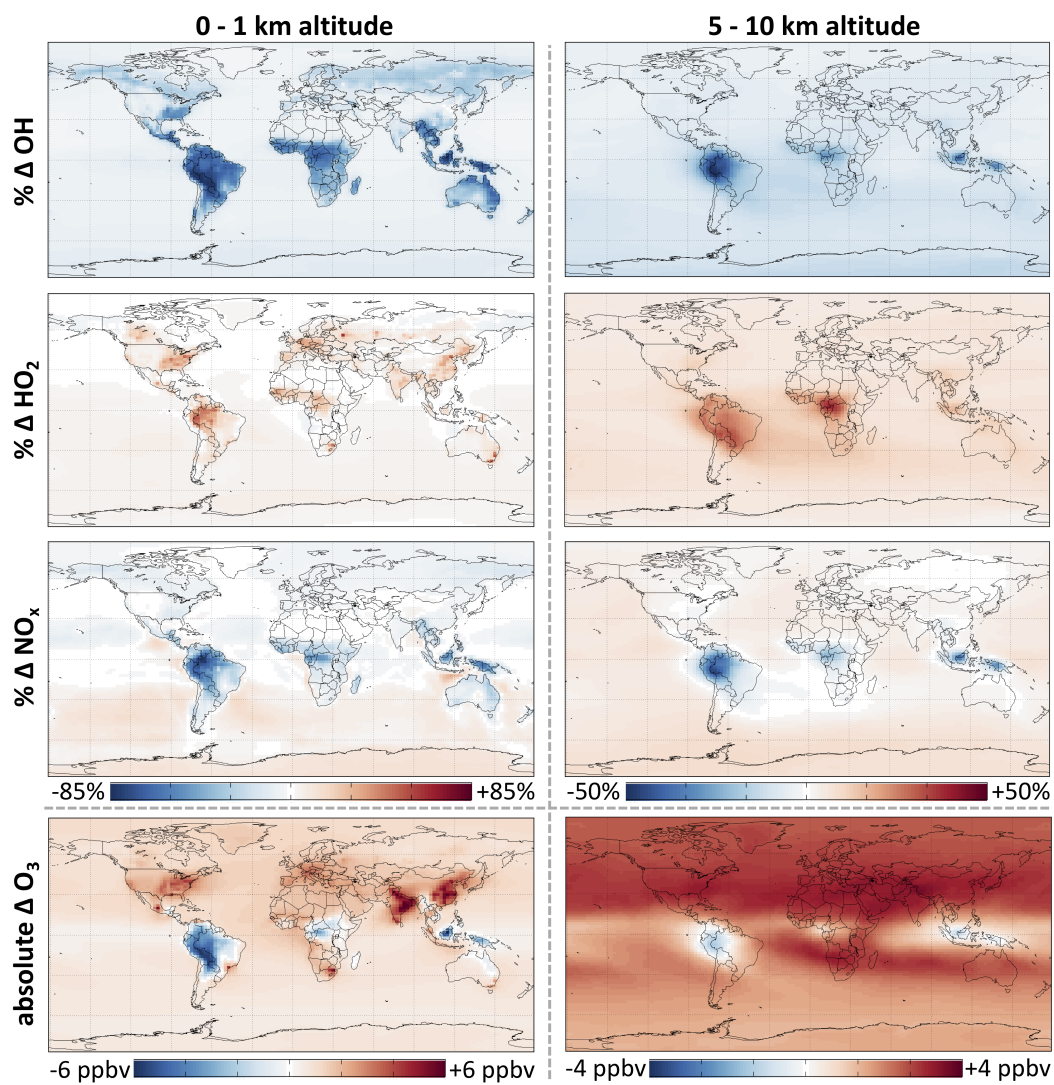 0 - 1 km altitude
5 - 10 km altitude
% Δ OH
% Δ HO2
% Δ NOx
-85%
+85%
-50%
+50%
absolute Δ O3
-6 ppbv
+6 ppbv
-4 ppbv
+4 ppbv